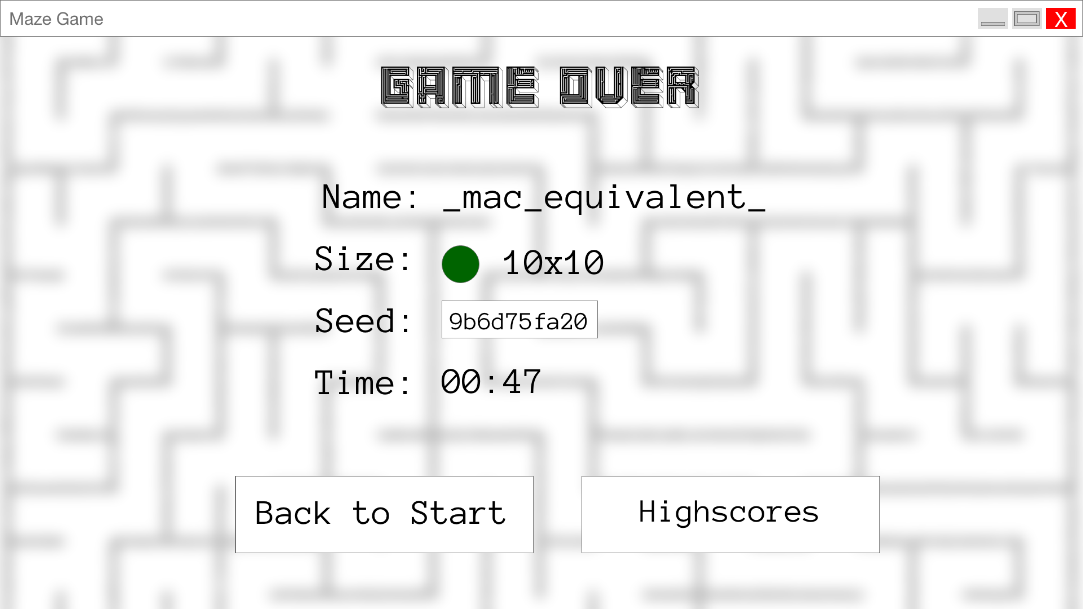 Maze Game
X
GAME OVER
Name: _mac_equivalent_
Size: 10x10
Seed: 9b6d75fa20
Time: 00:47
Back to Start
Highscores